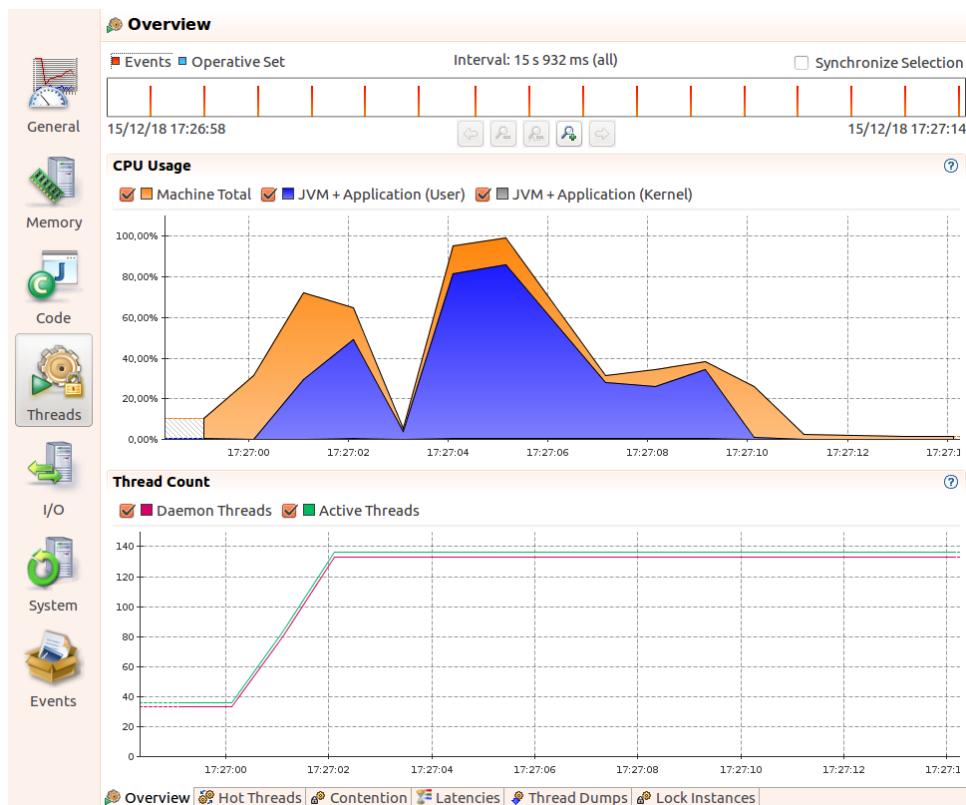 Overview
Events Operative Set Interval: 15 s 932 ms (all) Synchronize Selection
15/12/18 17:26:58 15/12/18 17:27:14
General
Memory
Code
Threads
I/O
System
Events
CPU Usage
Machine Total JVM + Application (User) JVM + Application (Kernel)
100,00%
80,00%
60,00%
40,00%
20,00%
0,00%
17:27:00 17:27:02 17:27:04 17:27:06 17:27:08 17:27:10 17:27:12 17:27:1
Thread Count
Daemon Threads Active Threads
140
120
100
80
60
40
20
0
17:27:00 17:27:02 17:27:04 17:27:06 17:27:08 17:27:10 17:27:12 17:27:1
Overview Hot Threads Contention Latencies Thread Dumps Lock Instances